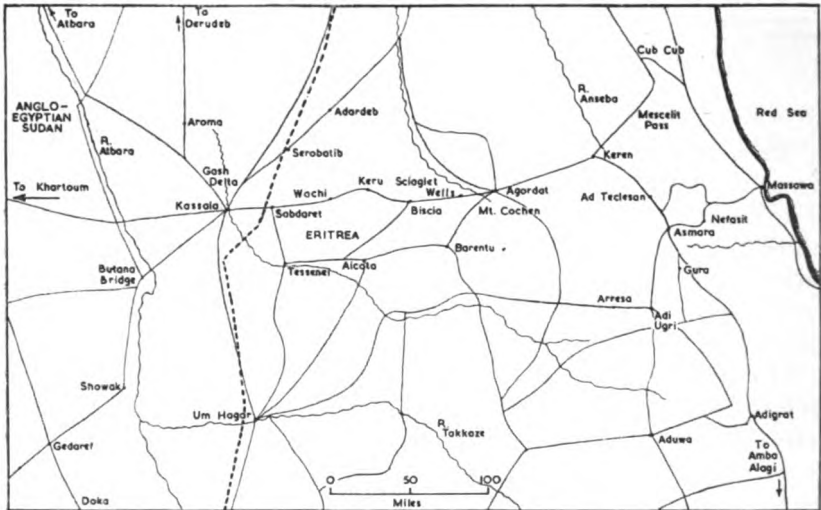 To
Atbara
To
Derudeb
Cub Cub
ANGLO-
EGYPTIAN
SUDAN
R.
Anseba
Adardeb
Mescelit
Pass
Red Sea
Aroma
R.
Atbara
Serobatib
Keren
Gash
Delta
To Khartoum
Keru
Sciaglet
Wells
Agordat
Ad Teclesan
Massawa
Wachi
Kassala
Sabdaret
Biscia
Mt. Cochen
Nefasit
ERITREA
Asmara
Barentu
Butana
Bridge
Tessenei
Aicota
Gura
Arresa
Adi
Ugri
Showak
Um Hagar
Adigrat
R.
Takkaze
Gedaref
Aduwa
To
Amba
Alagi
0 50 100
Miles
Doka